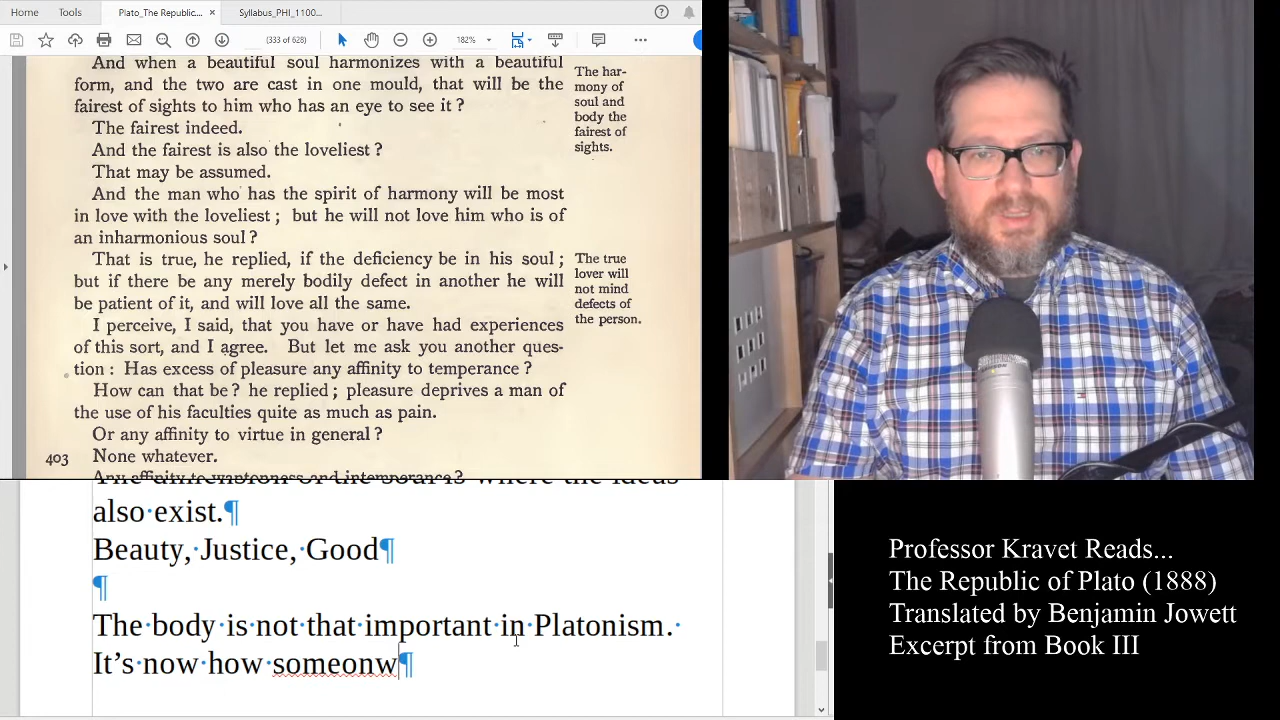 Home Tools Plato_The Republic... × Syllabus_PHI_1100...
(333 of 628) 182%
And when a beautiful soul harmonizes with a beautiful
form, and the two are cast in one mould, that will be the
fairest of sights to him who has an eye to see it ?
The fairest indeed.
And the fairest is also the loveliest ?
That may be assumed.
And the man who has the spirit of harmony will be most
in love with the loveliest ; but he will not love him who is of
an inharmonious soul ?
That is true, he replied, if the deficiency be in his soul ;
but if there be any merely bodily defect in another he will
be patient of it, and will love all the same.
I perceive, I said, that you have or have had experiences
of this sort, and I agree. But let me ask you another ques-
tion : Has excess of pleasure any affinity to temperance ?
How can that be ? he replied ; pleasure deprives a man of
the use of his faculties quite as much as pain.
Or any affinity to virtue in general ?
403 None whatever.
Any affinity to wantonness and intemperance ?
The har-
mony of
soul and
body the
fairest of
sights.
The true
lover will
not mind
defects of
the person.
where the ideas
also exist.¶
Beauty, Justice, Good¶
¶
The body is not that important in Platonism.
It’s now how someonw¶
Professor Kravet Reads...
The Republic of Plato (1888)
Translated by Benjamin Jowett
Excerpt from Book III